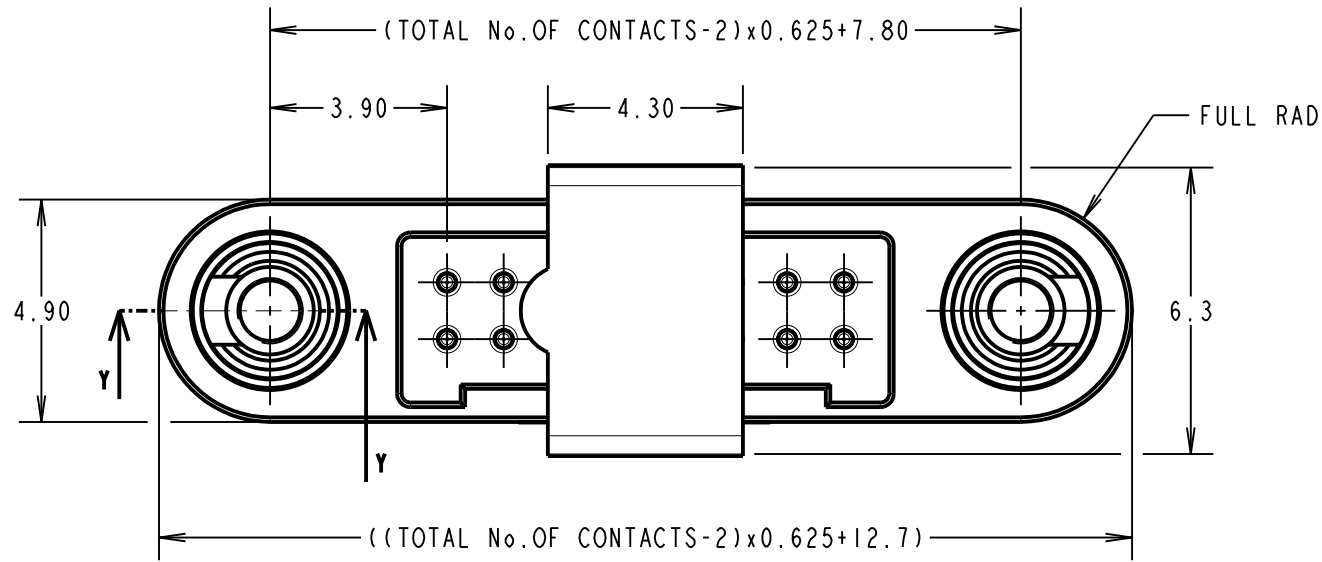 (TOTAL No.OF CONTACTS-2)x0.625+7.80
3.90
4.30
FULL RAD
4.90
6.3
Y
Y
((TOTAL No.OF CONTACTS-2)x0.625+12.7)